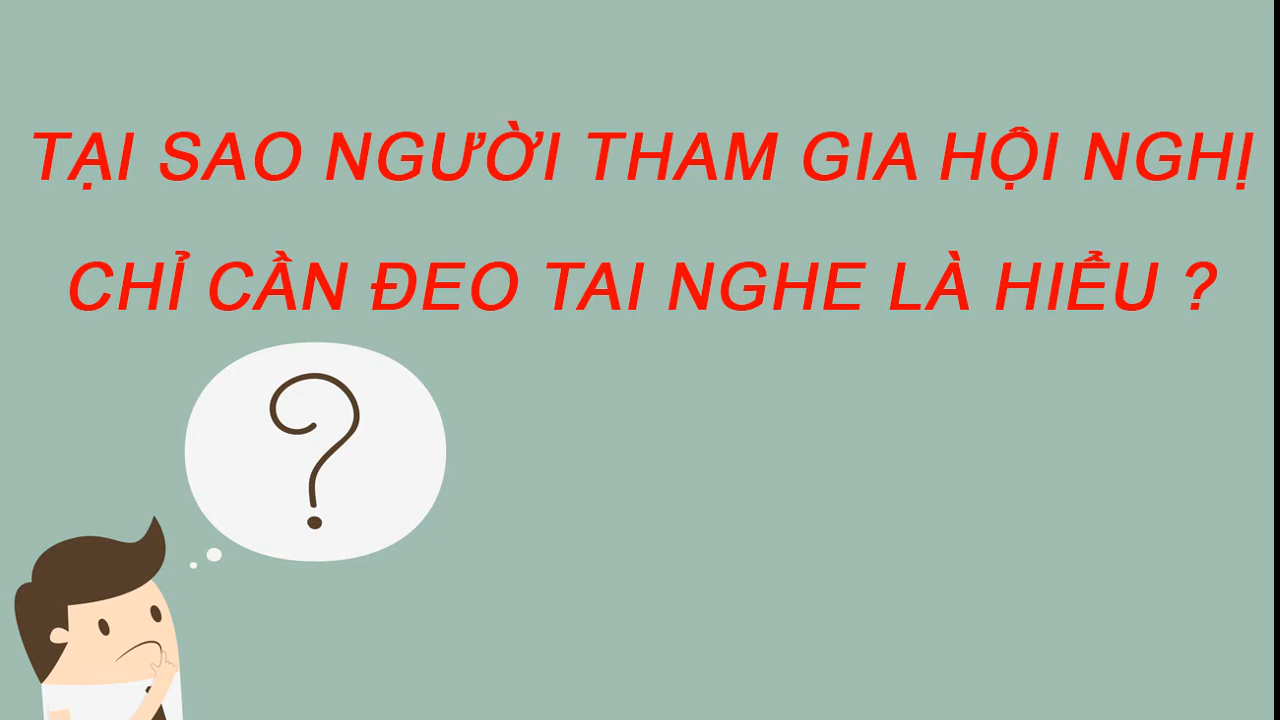 TẠI SAO NGƯỜI THAM GIA HỘI NGHỊ
CHỈ CẦN ĐEO TAI NGHE LÀ HIỂU ?
?